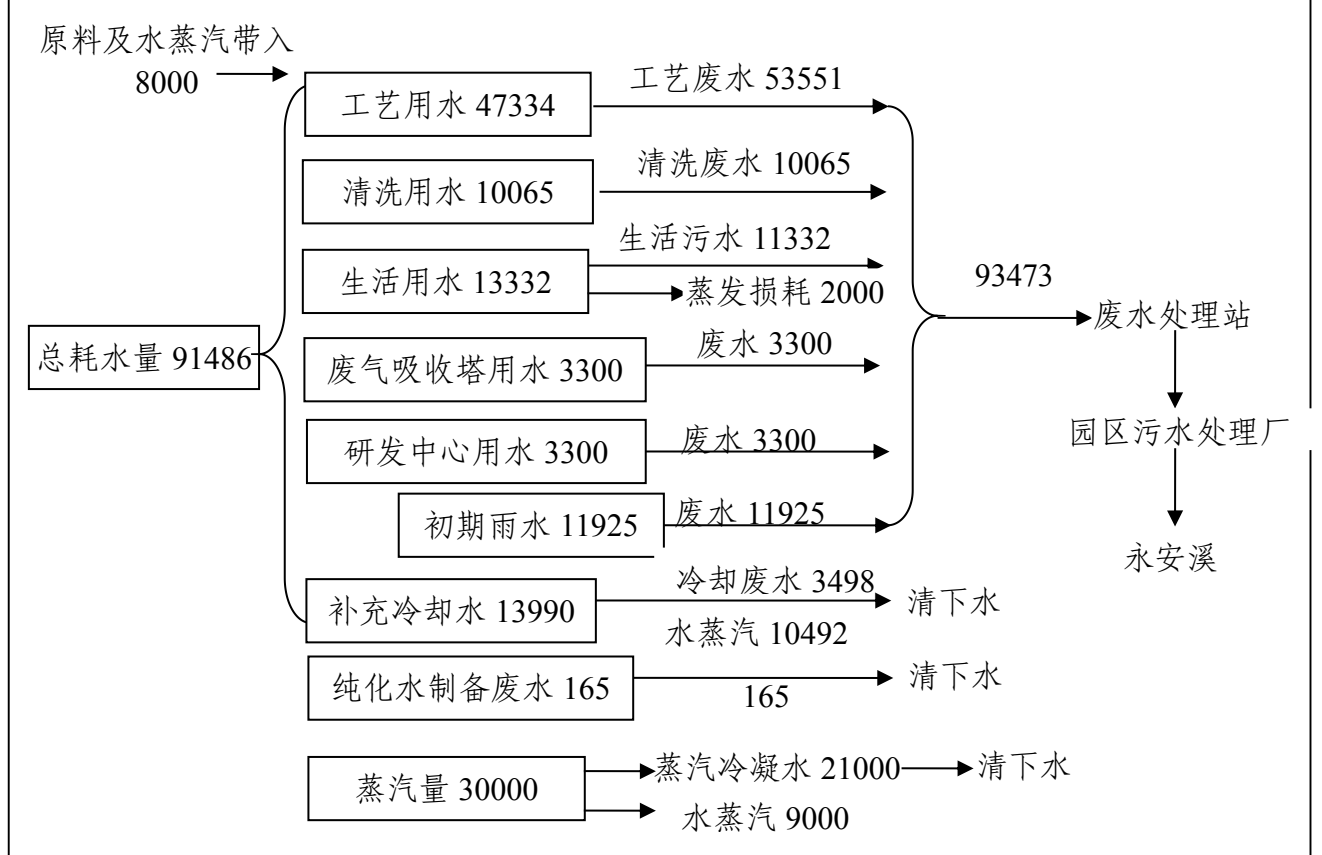 原料及水蒸汽带入
8000
工艺用水 47334
工艺废水 53551
清洗用水 10065
清洗废水 10065
生活用水 13332
生活污水 11332
蒸发损耗 2000
93473
废水处理站
总耗水量 91486
废气吸收塔用水 3300
废水 3300
园区污水处理厂
研发中心用水 3300
废水 3300
初期雨水 11925
废水 11925
永安溪
补充冷却水 13990
冷却废水 3498
水蒸汽 10492
清下水
纯化水制备废水 165
165
清下水
蒸汽量 30000
蒸汽冷凝水 21000
清下水
水蒸汽 9000